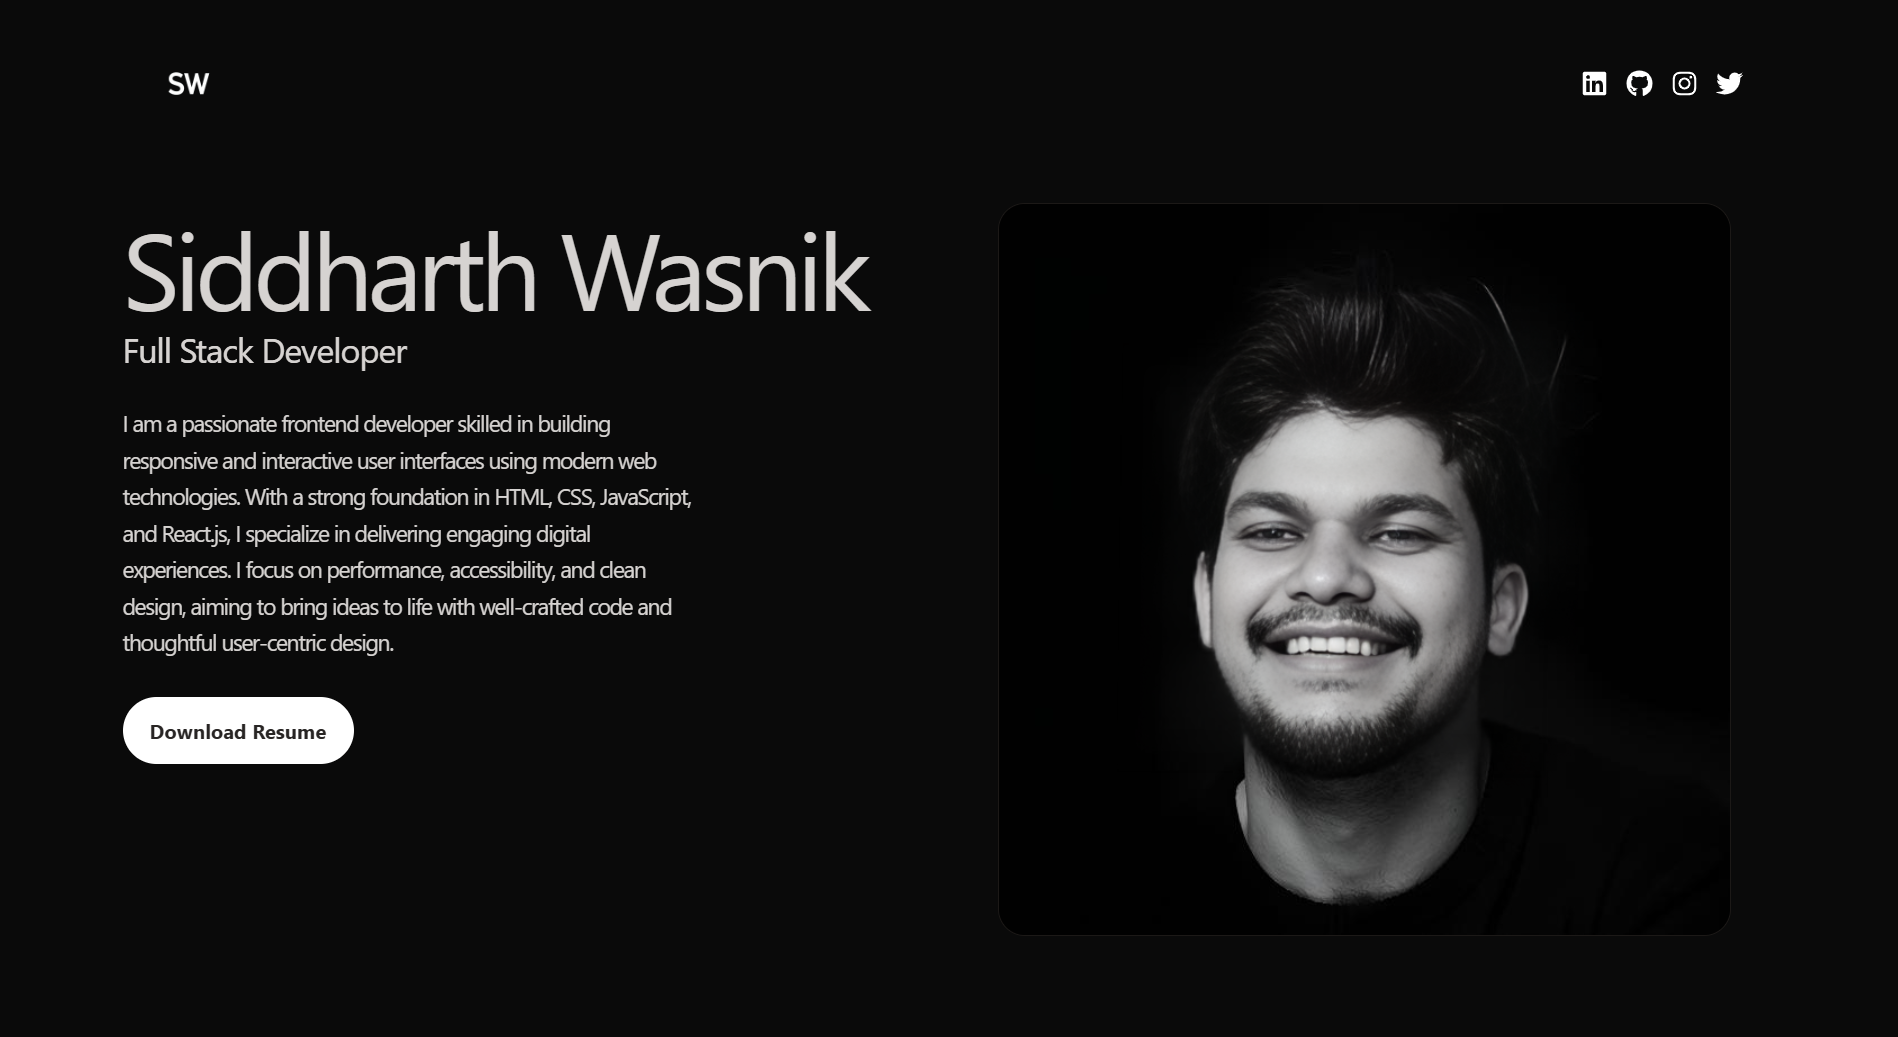 SW
Siddharth Wasnik
Full Stack Developer
I am a passionate frontend developer skilled in building
responsive and interactive user interfaces using modern web
technologies. With a strong foundation in HTML, CSS, JavaScript,
and React.js, I specialize in delivering engaging digital
experiences. I focus on performance, accessibility, and clean
design, aiming to bring ideas to life with well-crafted code and
thoughtful user-centric design.
Download Resume